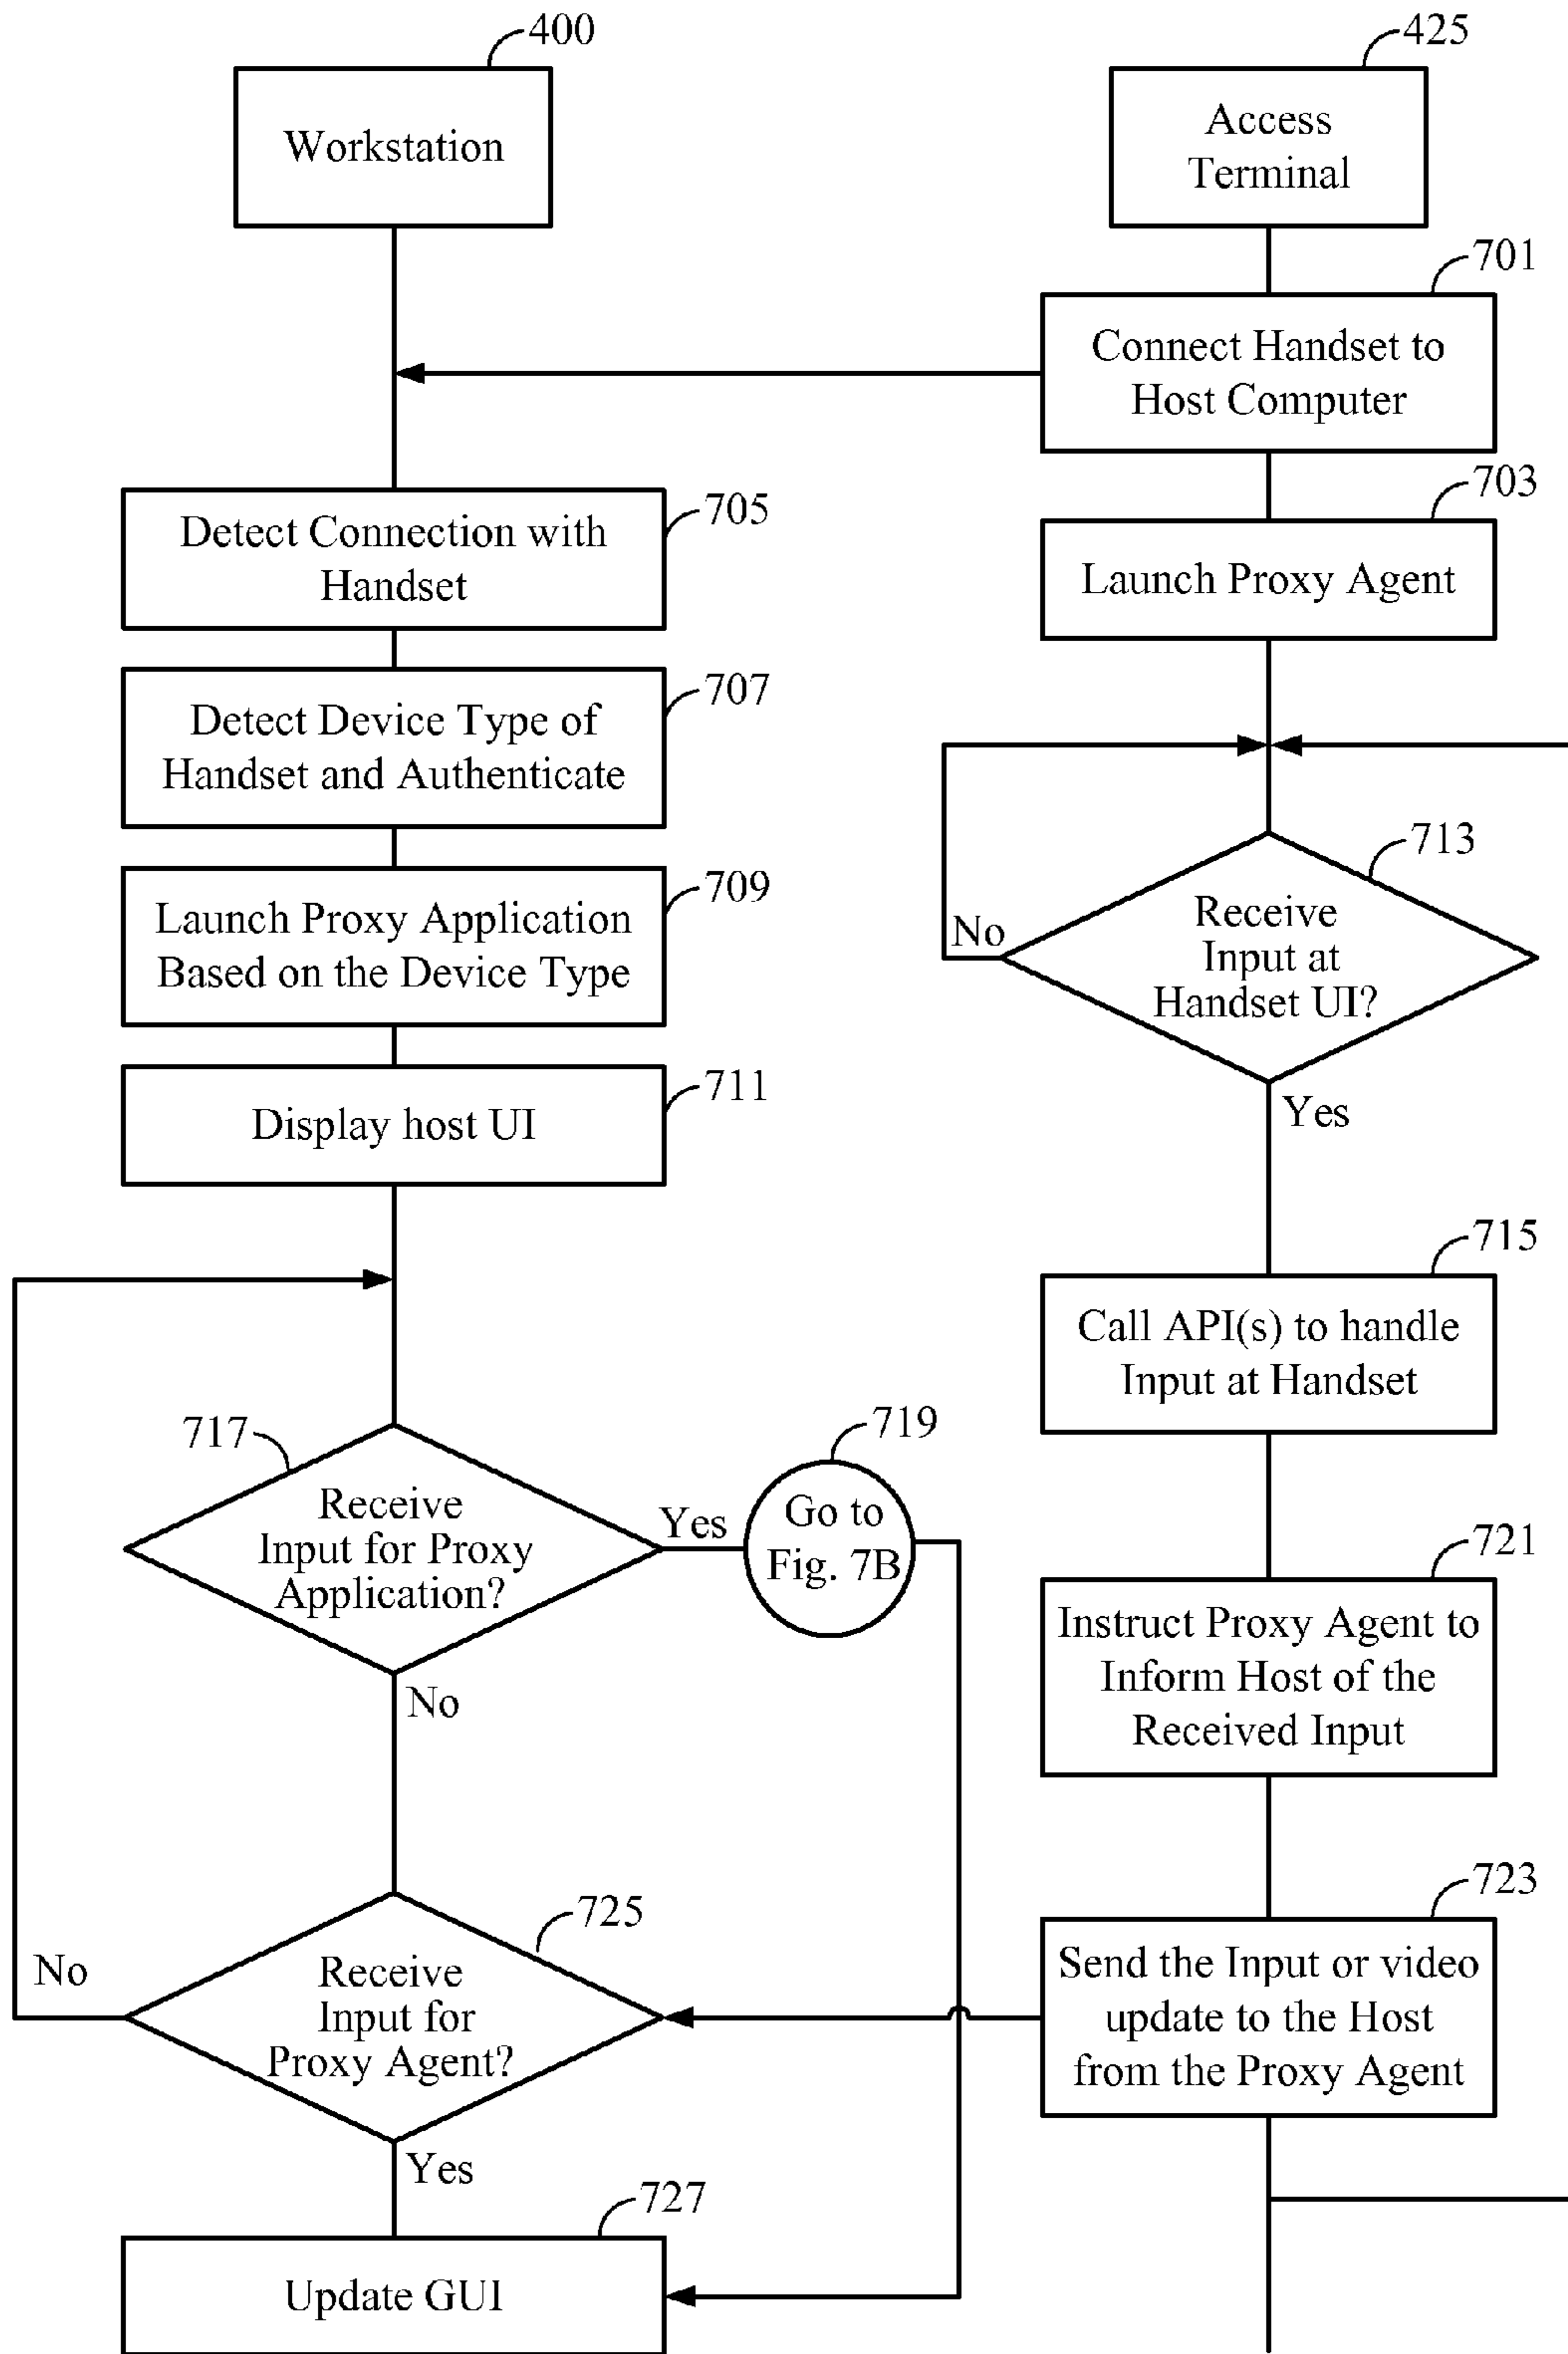 400
Workstation
425
Access
Terminal
701
Connect Handset to
Host Computer
703
Launch Proxy Agent
705
Detect Connection with
Handset
707
Detect Device Type of
Handset and Authenticate
709
Launch Proxy Application
Based on the Device Type
711
Display host UI
713
Receive
Input at
Handset UI?
No
Yes
715
Call API(s) to handle
Input at Handset
717
Receive
Input for Proxy
Application?
Yes
No
719
Go to
Fig. 7B
721
Instruct Proxy Agent to
Inform Host of the
Received Input
723
Send the Input or video
update to the Host
from the Proxy Agent
725
Receive
Input for
Proxy Agent?
No
Yes
727
Update GUI